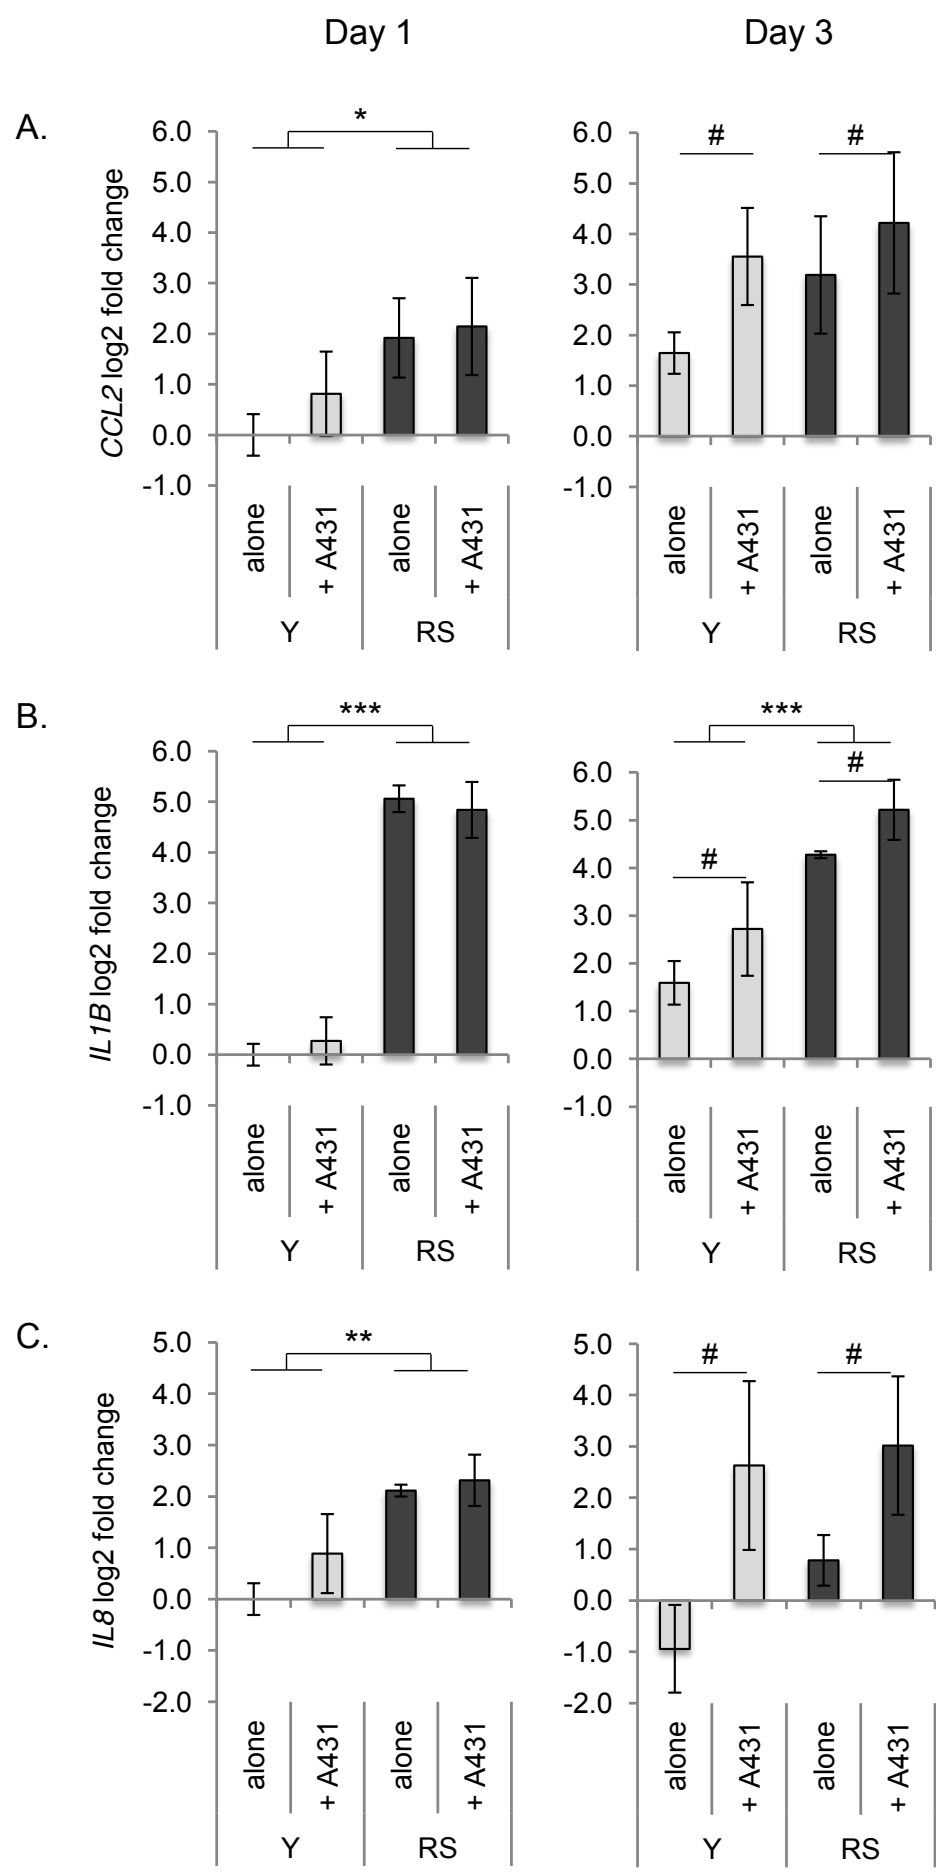 Day 1 Day 3
A.
CCL2 log2 fold change
6.0
5.0
4.0
3.0
2.0
1.0
0.0
-1.0
*
alone + A431 alone + A431
Y RS
6.0
5.0
4.0
3.0
2.0
1.0
0.0
-1.0
# #
alone + A431 alone + A431
Y RS
B.
IL1B log2 fold change
6.0
5.0
4.0
3.0
2.0
1.0
0.0
-1.0
***
alone + A431 alone + A431
Y RS
***
6.0
5.0
4.0
3.0
2.0
1.0
0.0
-1.0
# #
alone + A431 alone + A431
Y RS
C.
IL8 log2 fold change
5.0
4.0
3.0
2.0
1.0
0.0
-1.0
-2.0
**
alone + A431 alone + A431
Y RS
5.0
4.0
3.0
2.0
1.0
0.0
-1.0
-2.0
# #
alone + A431 alone + A431
Y RS